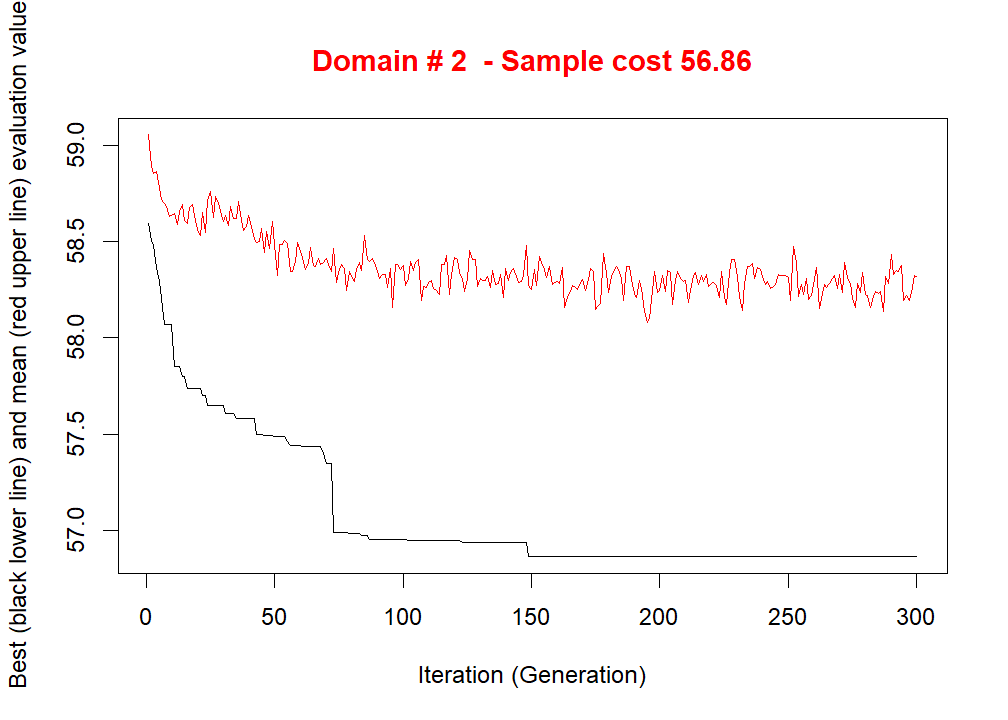 Domain # 2  - Sample cost 56.86
Best (black lower line) and mean (red upper line) evaluation value
59.0
58.5
58.0
57.5
57.0
0 50 100 150 200 250 300
Iteration (Generation)